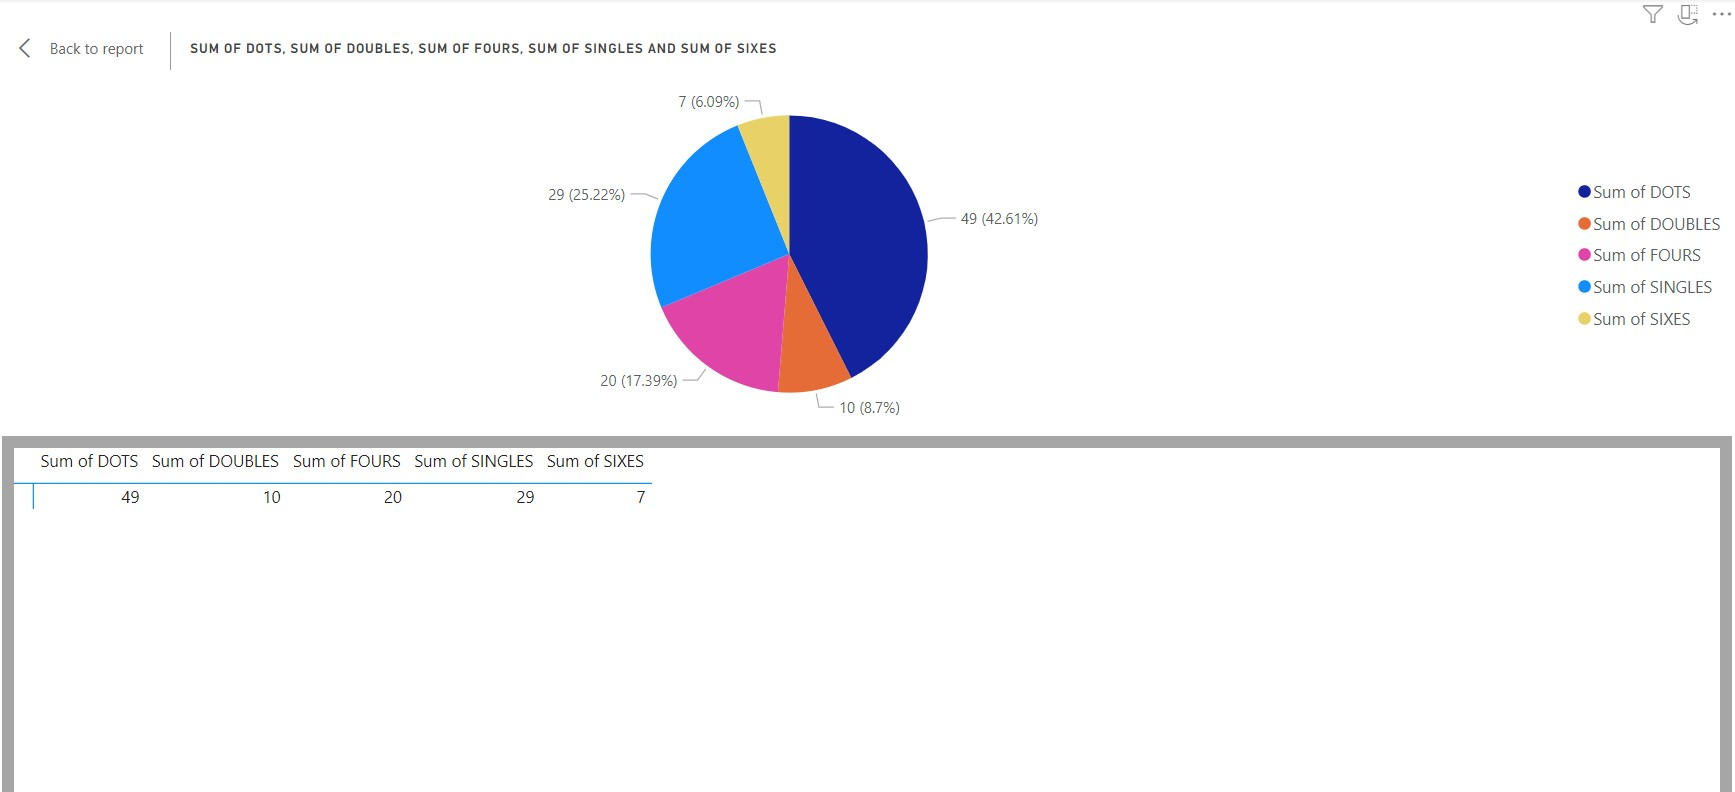 Back to report
SUM OF DOTS, SUM OF DOUBLES, SUM OF FOURS, SUM OF SINGLES AND SUM OF SIXES
7 (6.09%)
29 (25.22%)
49 (42.61%)
20 (17.39%)
10 (8.7%)
Sum of DOTS
Sum of DOUBLES
Sum of FOURS
Sum of SINGLES
Sum of SIXES
Sum of DOTS Sum of DOUBLES Sum of FOURS Sum of SINGLES Sum of SIXES
49 10 20 29 7